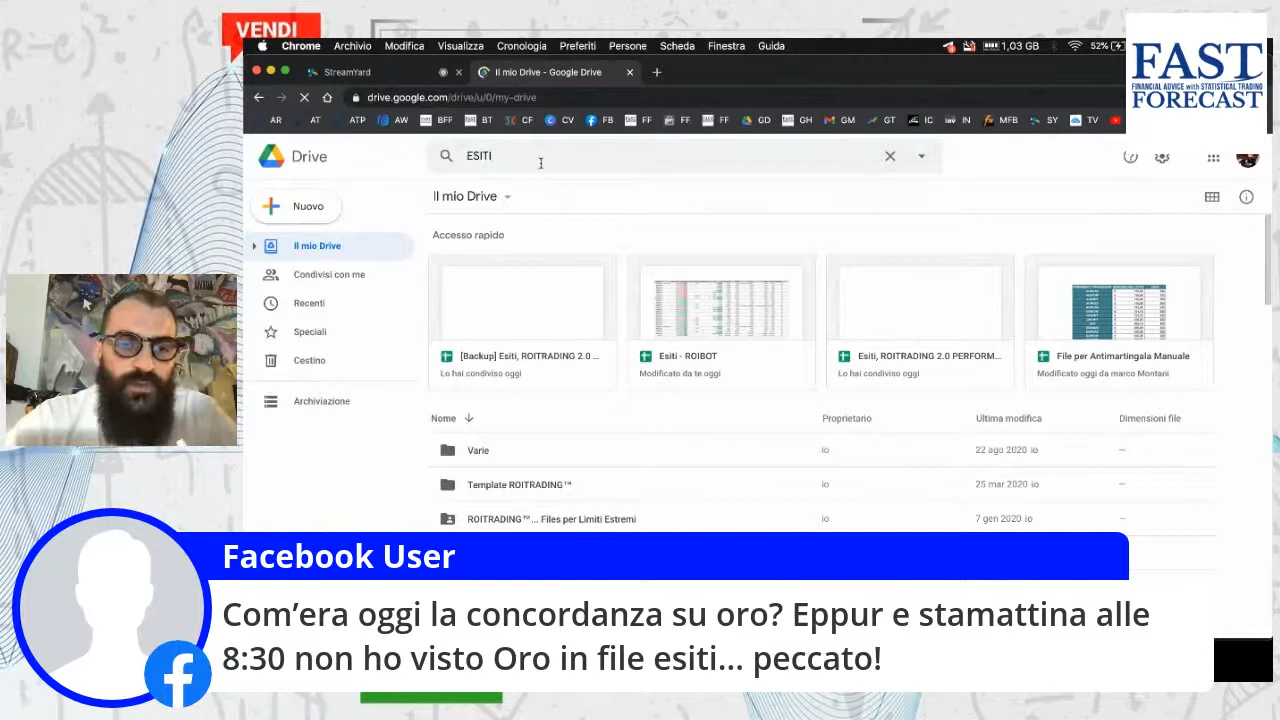 VENDI
Chrome Archivio Modifica Visualizza Cronologia Preferiti Persone Scheda Finestra Guida 1,03 GB 52%
StreamYard Il mio Drive - Google Drive
drive.google.com/drive/u/0/my-drive
AR AT ATP AW BFF BT CF CV FB FF FF FF GD GH GM GT IC IN MFB SY TV
FAST
FINANCIAL ADVICE with STATISTICAL TRADING
FORECAST
Drive ESITI
Nuovo
Il mio Drive
Accesso rapido
Il mio Drive
Condivisi con me
Recenti
Speciali
Cestino
Archiviazione
[Backup] Esiti, ROITRADING 2.0 ...
Lo hai condiviso oggi
Esiti - ROIBOT
Modificato da te oggi
Esiti, ROITRADING 2.0 PERFORM...
Lo hai condiviso oggi
File per Antimartingala Manuale
Modificato oggi da marco Montani
Nome Proprietario Ultima modifica Dimensioni file
Varie io 22 ago 2020 io —
Template ROITRADING™ io 25 mar 2020 io —
ROITRADING™... Files per Limiti Estremi io 7 gen 2020 io —
Facebook User
Com’era oggi la concordanza su oro? Eppur e stamattina alle
8:30 non ho visto Oro in file esiti... peccato!